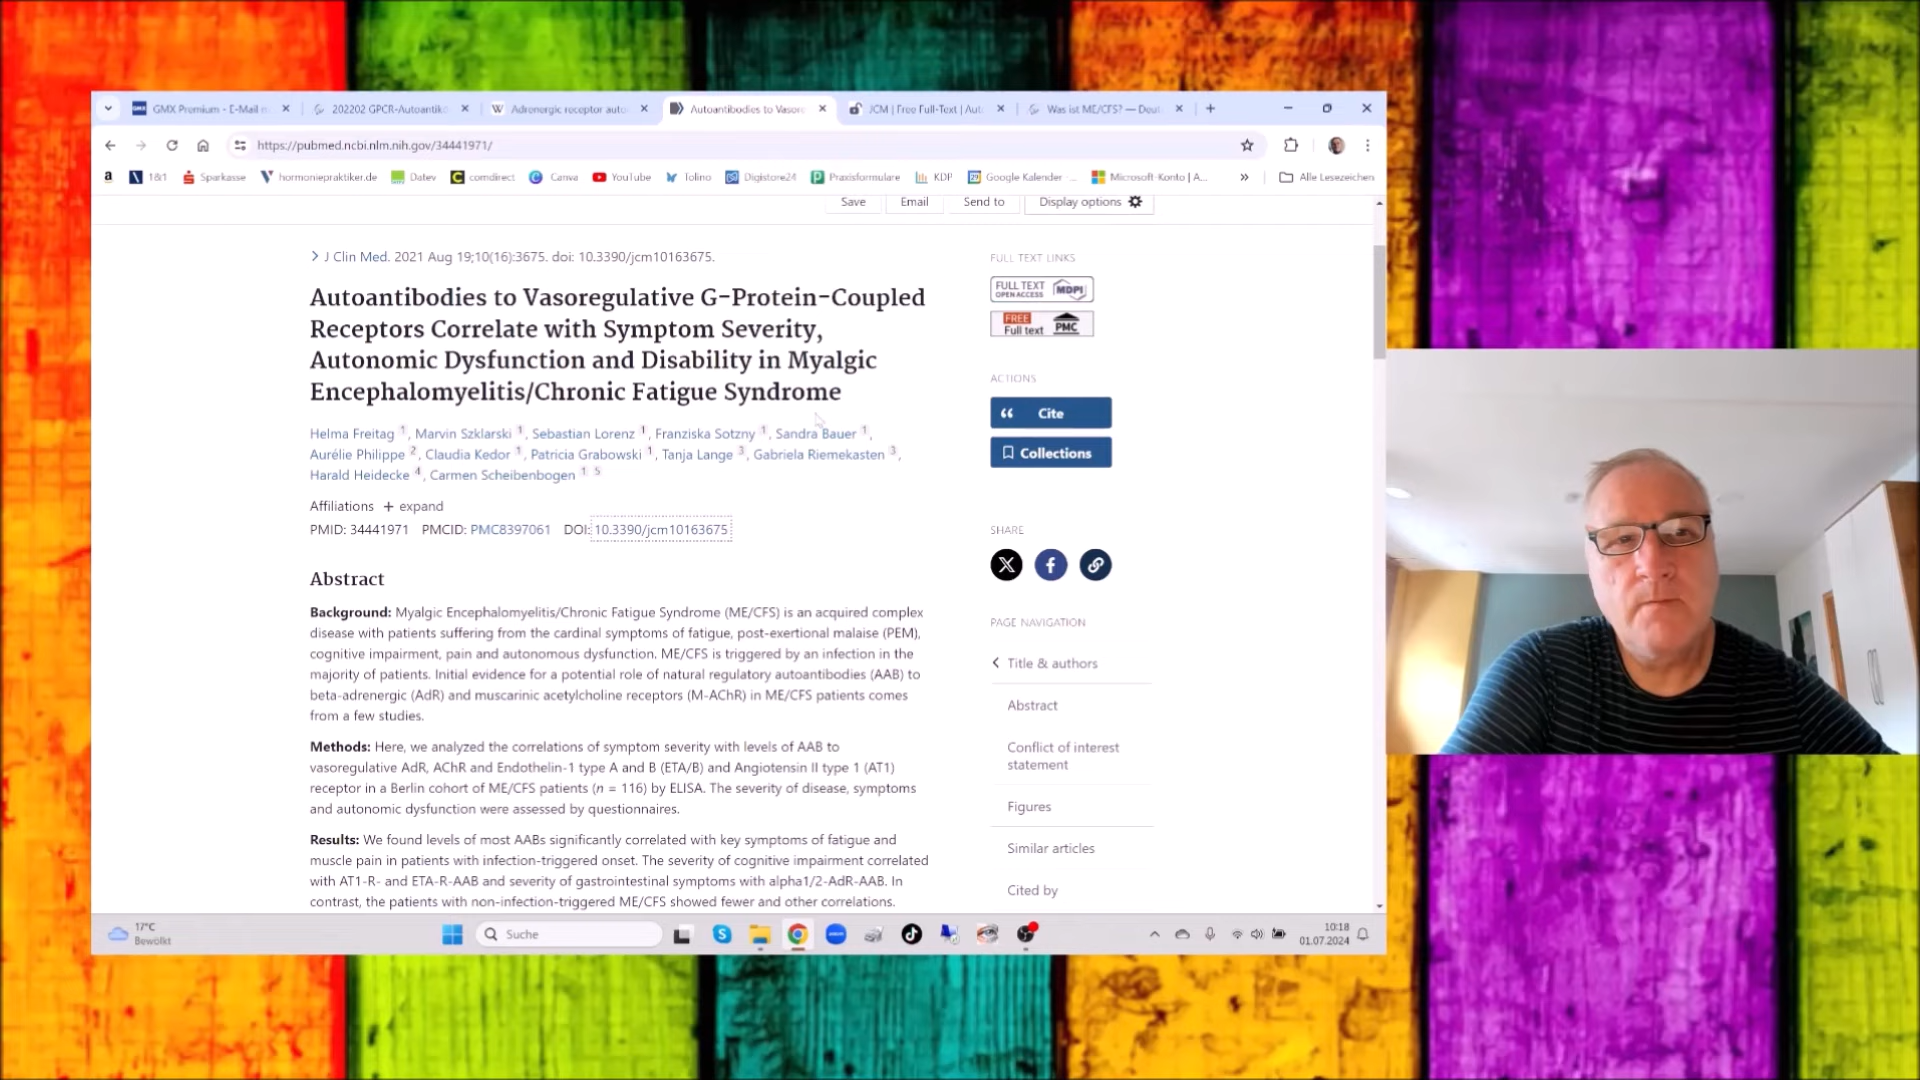 GMX Premium - E-Mail
202202 GPCR-Autoantik
Adrenergic receptor auto
Autoantibodies to Vasore
JCM | Free Full-Text | Aut
Was ist ME/CFS? — Deut
https://pubmed.ncbi.nlm.nih.gov/34441971/
1&1 Sparkasse hormonpraktiker.de Datev comdirect Canva YouTube Tolino Digistore24 Praxisformulare KDP Google Kalender - ... Microsoft-Konto | A... Alle Lesezeichen
Save Email Send to Display options
J Clin Med. 2021 Aug 19;10(16):3675. doi: 10.3390/jcm10163675.
Autoantibodies to Vasoregulative G-Protein-Coupled
Receptors Correlate with Symptom Severity,
Autonomic Dysfunction and Disability in Myalgic
Encephalomyelitis/Chronic Fatigue Syndrome
Helma Freitag 1, Marvin Szklarski 1, Sebastian Lorenz 1, Franziska Sotzny 1, Sandra Bauer 1,
Aurélie Philippe 2, Claudia Kedor 1, Patricia Grabowski 1, Tanja Lange 3, Gabriela Riemekasten 3,
Harald Heidecke 4, Carmen Scheibenbogen 1 5
Affiliations + expand
PMID: 34441971 PMCID: PMC8397061 DOI: 10.3390/jcm10163675
Abstract
Background: Myalgic Encephalomyelitis/Chronic Fatigue Syndrome (ME/CFS) is an acquired complex
disease with patients suffering from the cardinal symptoms of fatigue, post-exertional malaise (PEM),
cognitive impairment, pain and autonomous dysfunction. ME/CFS is triggered by an infection in the
majority of patients. Initial evidence for a potential role of natural regulatory autoantibodies (AAB) to
beta-adrenergic (AdR) and muscarinic acetylcholine receptors (M-AChR) in ME/CFS patients comes
from a few studies.
Methods: Here, we analyzed the correlations of symptom severity with levels of AAB to
vasoregulative AdR, AChR and Endothelin-1 type A and B (ETA/B) and Angiotensin II type 1 (AT1)
receptor in a Berlin cohort of ME/CFS patients (n = 116) by ELISA. The severity of disease, symptoms
and autonomic dysfunction were assessed by questionnaires.
Results: We found levels of most AABs significantly correlated with key symptoms of fatigue and
muscle pain in patients with infection-triggered onset. The severity of cognitive impairment correlated
with AT1-R- and ETA-R-AAB and severity of gastrointestinal symptoms with alpha1/2-AdR-AAB. In
contrast, the patients with non-infection-triggered ME/CFS showed fewer and other correlations.
FULL TEXT LINKS
FULL TEXT
OPEN ACCESS
MDPI
FREE
Full text PMC
ACTIONS
Cite
Collections
SHARE
PAGE NAVIGATION
Title & authors
Abstract
Conflict of interest
statement
Figures
Similar articles
Cited by
17°C
Bewölkt
Suche
10:18
01.07.2024